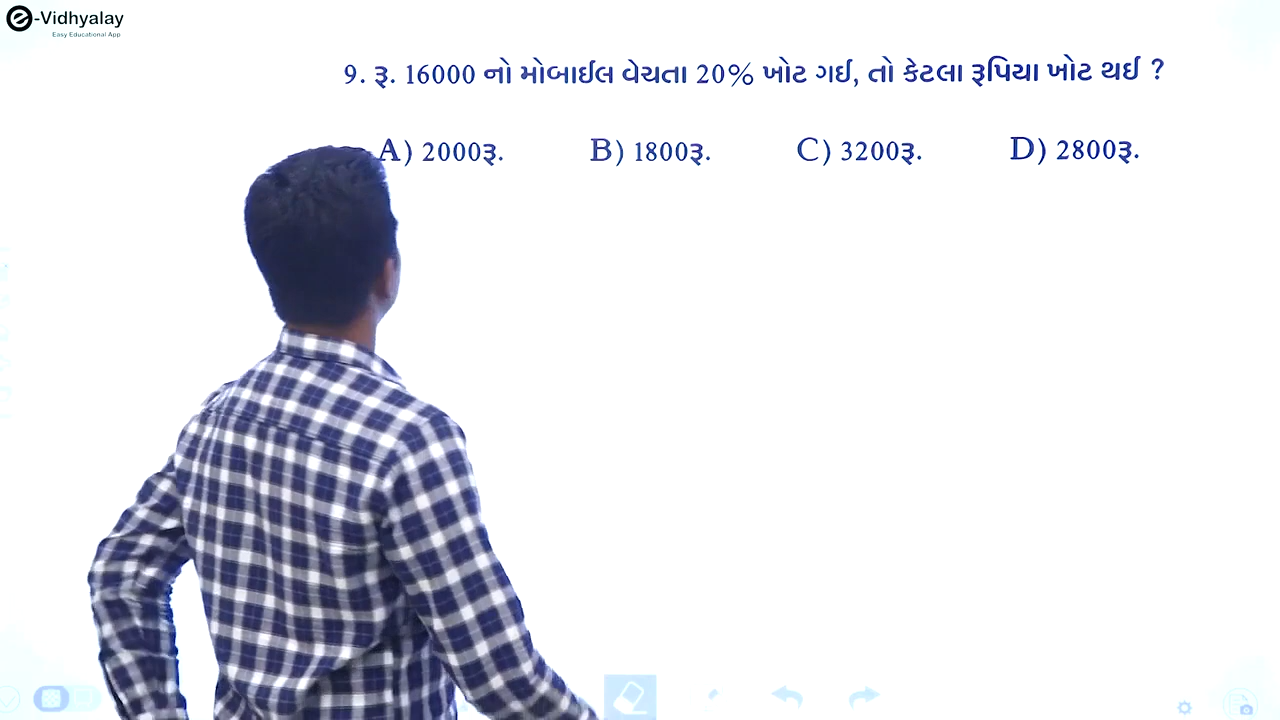 e-Vidhyalay
Easy Educational App
9. રૂ. 16000 નો મોબાઈલ વેચતા 20% ખોટ ગઈ, તો કેટલા રૂપિયા ખોટ થઈ ?
A) 2000રૂ. B) 1800રૂ. C) 3200રૂ. D) 2800રૂ.